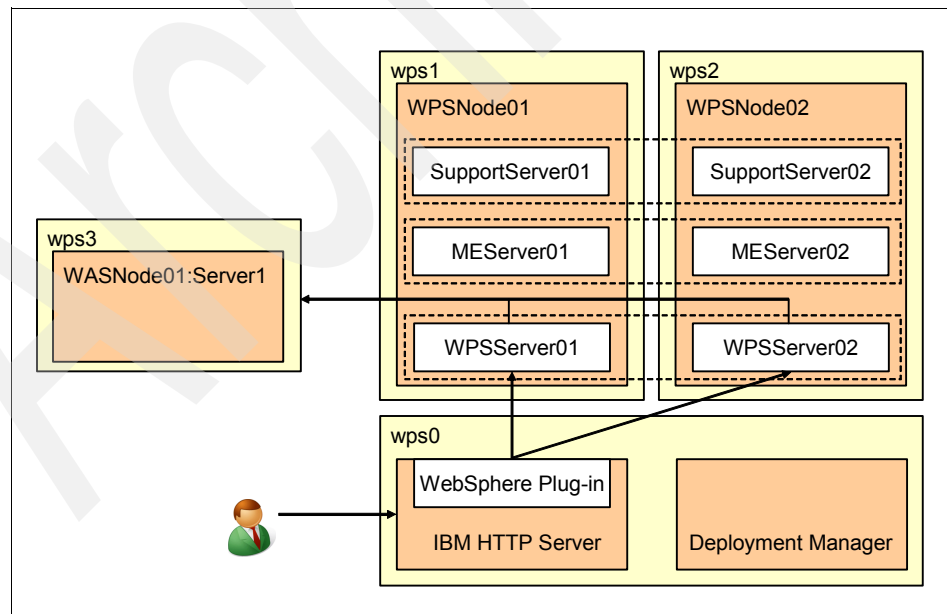 wps1
WPSNode01
SupportServer01
MEServer01
WPSServer01
wps2
WPSNode02
SupportServer02
MEServer02
WPSServer02
wps3
WASNode01:Server1
wps0
WebSphere Plug-in
IBM HTTP Server
Deployment Manager